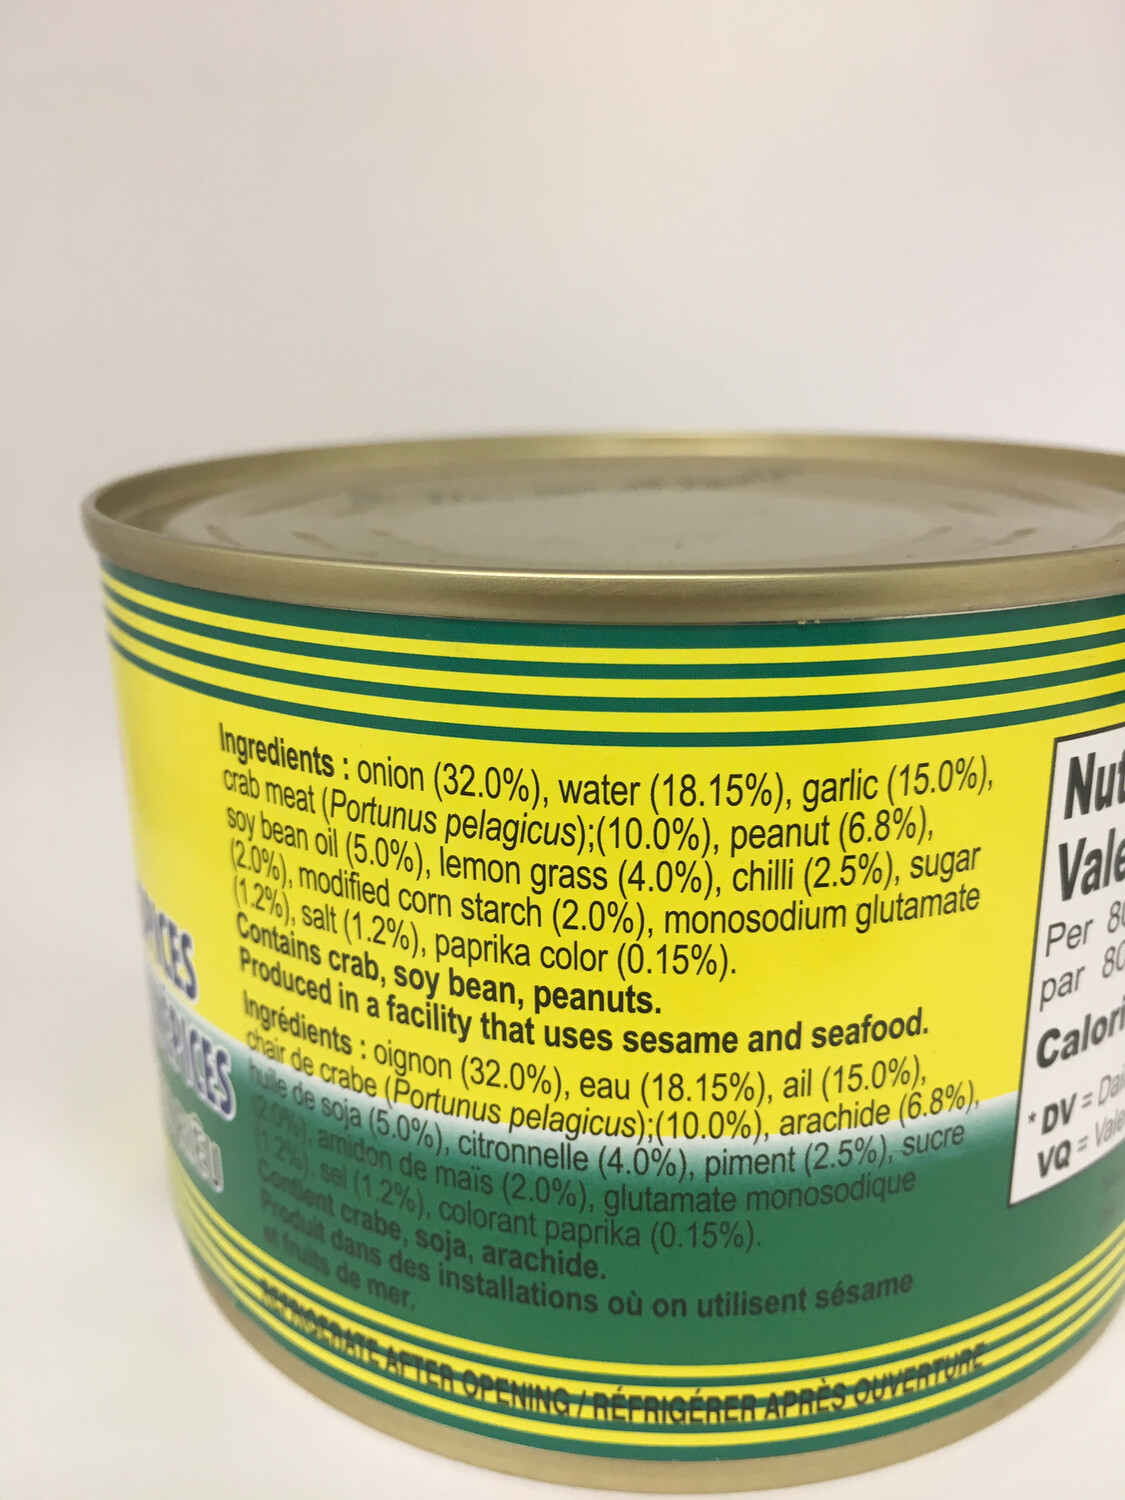 Ingredients : onion (32.0%), water (18.15%), garlic (15.0%),
crab meat (Portunus pelagicus);(10.0%), peanut (6.8%),
soy bean oil (5.0%), lemon grass (4.0%), chilli (2.5%), sugar
(2.0%), modified corn starch (2.0%), monosodium glutamate
(1.2%), salt (1.2%), paprika color (0.15%).
Contains crab, soy bean, peanuts.
Produced in a facility that uses sesame and seafood.
Ingrédients : oignon (32.0%), eau (18.15%), ail (15.0%),
chair de crabe (Portunus pelagicus);(10.0%), arachide (6.8%),
huile de soja (5.0%), citronnelle (4.0%), piment (2.5%), sucre
(2.0%), amidon de maïs (2.0%), glutamate monosodique
(1.2%), sel (1.2%), colorant paprika (0.15%).
Contient crabe, soja, arachide.
Produit dans des installations où on utilisent sésame
et fruits de mer.
REFRIGERATE AFTER OPENING / RÉFRIGÉRER APRÈS OUVERTURE
PICES
Nut
Vale
Per 80
par 80
Calori
* DV = Dai
VQ = Vale